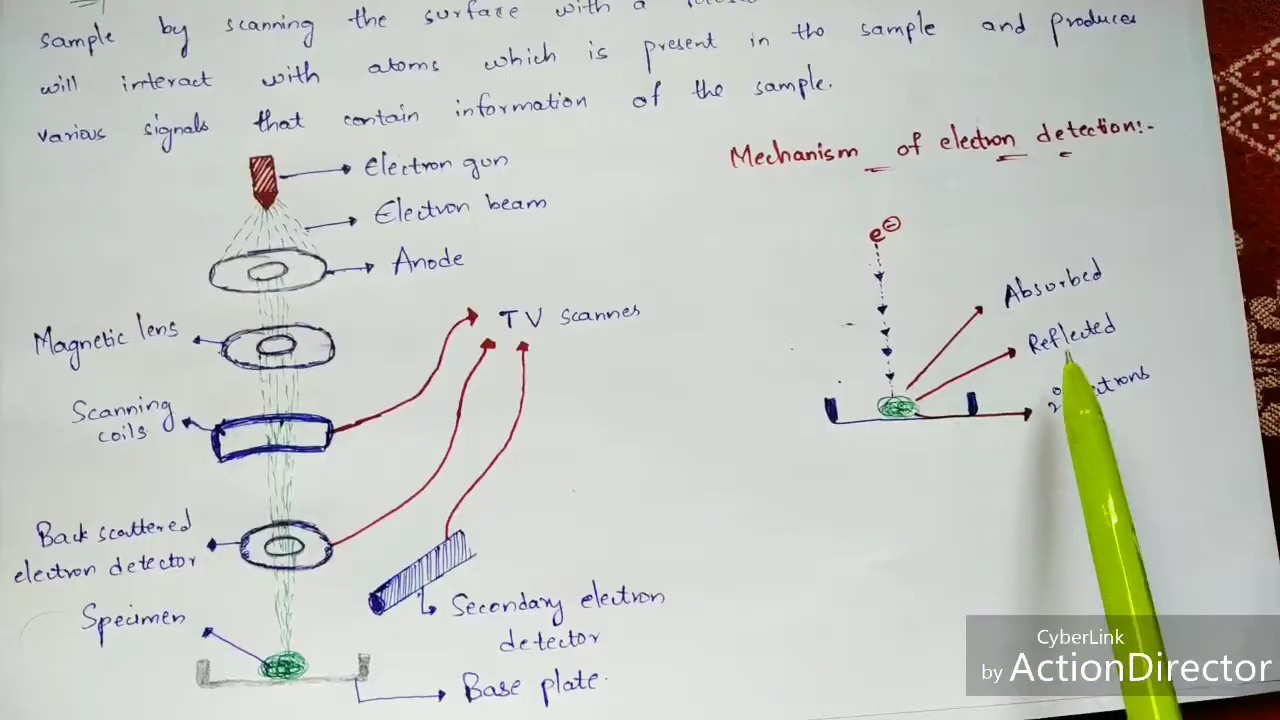 sample by scanning the surface with a
will interact with atoms which is present in the sample and produces
various signals that contain information of the sample.
Mechanism of electron detection:-
Electron gun
Electron beam
Anode
Magnetic lens
TV scanner
Scanning
coils
Back scattered
electron detector
Secondary electron
detector
Specimen
Base plate.
e⊖
Absorbed
Reflected
CyberLink
by ActionDirector